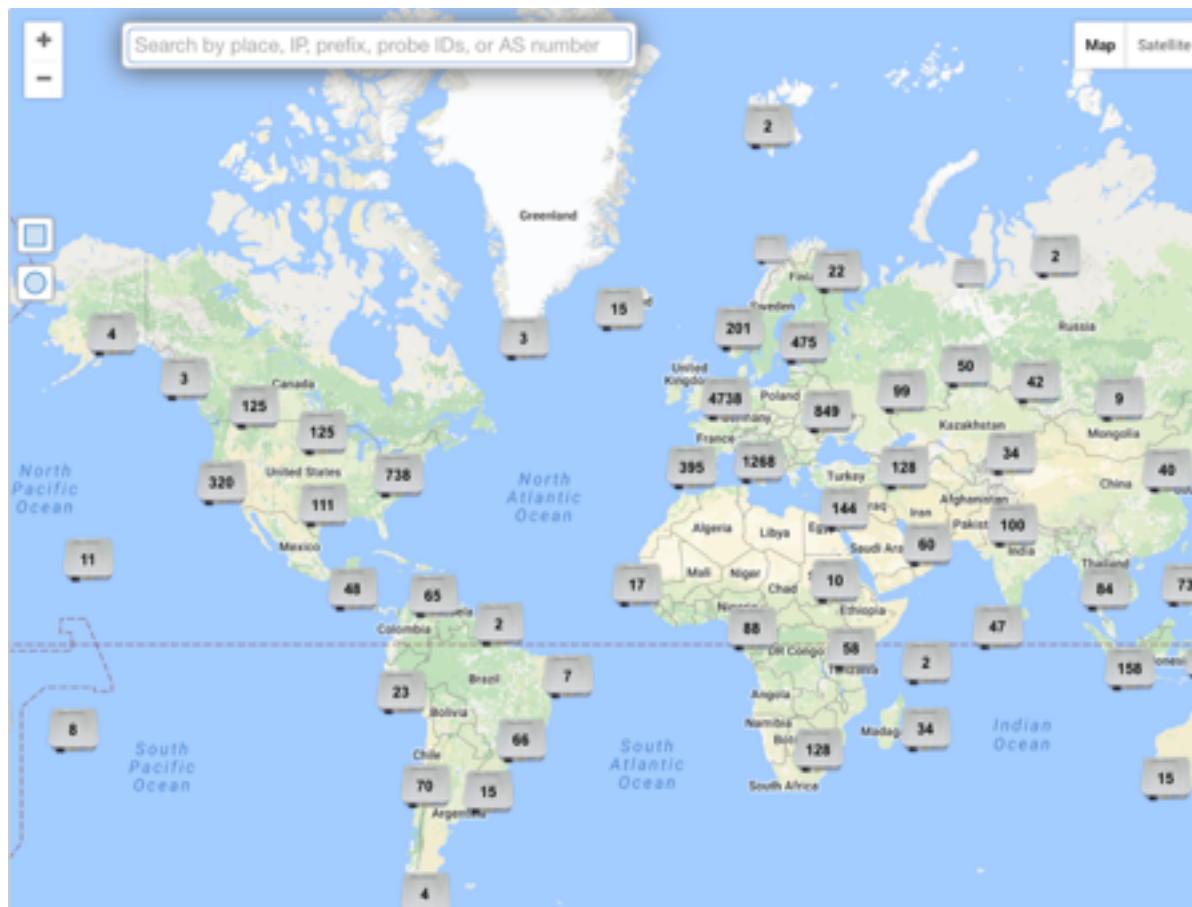 +
Search by place, IP, prefix, probe IDs, or AS number
Map
Satellite
−
2
Greenland
22
2
15
Sweden
Russia
3
201
475
4
United
3
Canada
50
42
125
4738
Poland
849
99
9
125
France
Kazakhstan
Mongolia
North
Pacific
Ocean
320
United States
738
North
Atlantic
Ocean
395
1268
Turkey
128
34
China
40
111
Algeria
Libya
144
Iran
Afghanistan
100
India
Mexico
60
11
Mali
Niger
Chad
Thailand
48
65
17
10
Ethiopia
84
73
Colombia
2
88
47
DR Congo
58
Tanzania
2
158
Brazil
7
23
Angola
Bolivia
Namibia
8
66
128
34
South
Pacific
Ocean
Chile
South
Atlantic
Ocean
Indian
Ocean
70
15
South Africa
15
Argentina
4